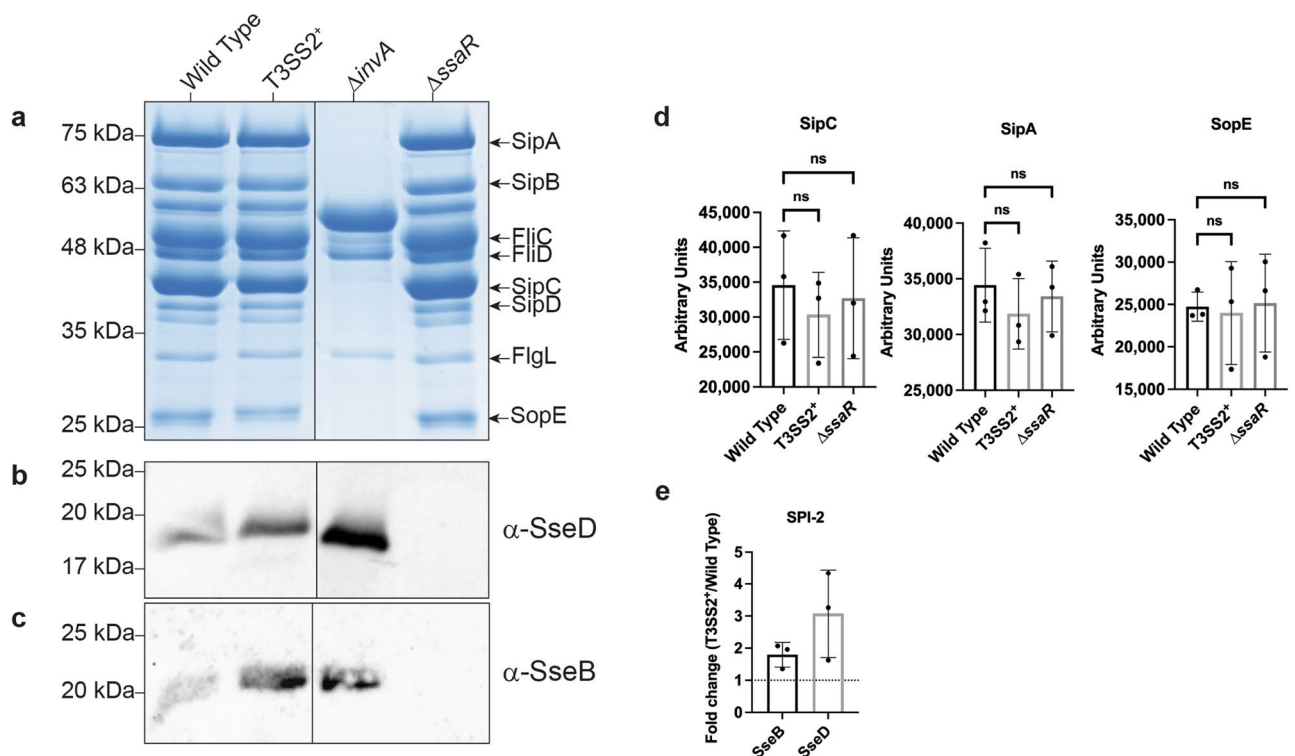 Wild Type
T3SS2⁺
ΔinvA
ΔssaR
a
75 kDa
63 kDa
48 kDa
35 kDa
25 kDa
SipA
SipB
FliC
FliD
SipC
SipD
FlgL
SopE
b
25 kDa
20 kDa
17 kDa
α-SseD
c
25 kDa
20 kDa
α-SseB
d
SipC
ns
ns
Arbitrary Units
45,000
40,000
35,000
30,000
25,000
20,000
Wild Type
T3SS2⁺
ΔssaR
SipA
ns
ns
Arbitrary Units
40,000
35,000
30,000
25,000
Wild Type
T3SS2⁺
ΔssaR
SopE
ns
ns
Arbitrary Units
35,000
30,000
25,000
20,000
15,000
Wild Type
T3SS2⁺
ΔssaR
e
SPI-2
Fold change (T3SS2⁺/Wild Type)
5
4
3
2
1
0
SseB
SseD